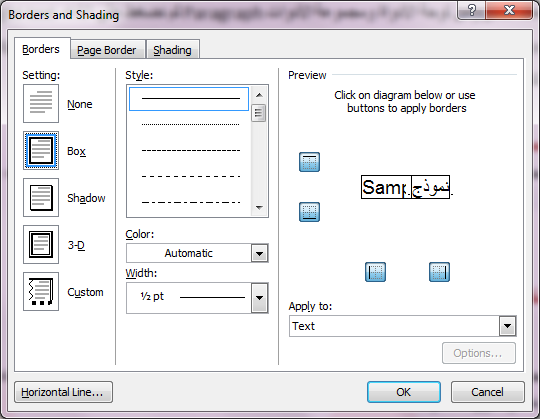 Borders and Shading
Borders
Page Border
Shading
Setting:
None
Box
Shadow
3-D
Custom
Style:
Color:
Automatic
Width:
½ pt
Preview
Click on diagram below or use
buttons to apply borders
Samp نموذج
Apply to:
Text
Options...
Horizontal Line...
OK
Cancel